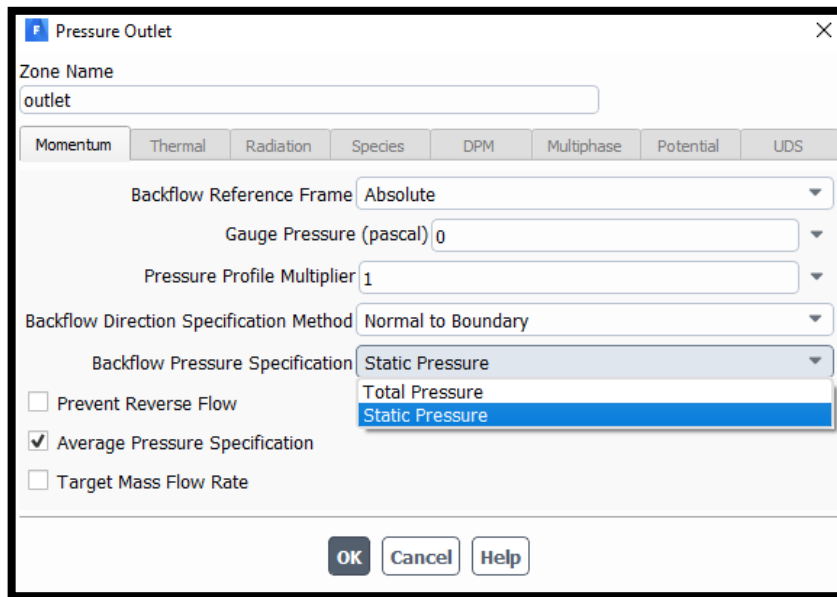 F Pressure Outlet
Zone Name
outlet
Momentum Thermal Radiation Species DPM Multiphase Potential UDS
Backflow Reference Frame Absolute
Gauge Pressure (pascal) 0
Pressure Profile Multiplier 1
Backflow Direction Specification Method Normal to Boundary
Backflow Pressure Specification Static Pressure
Total Pressure
Prevent Reverse Flow
Static Pressure
Average Pressure Specification
Target Mass Flow Rate
OK Cancel Help